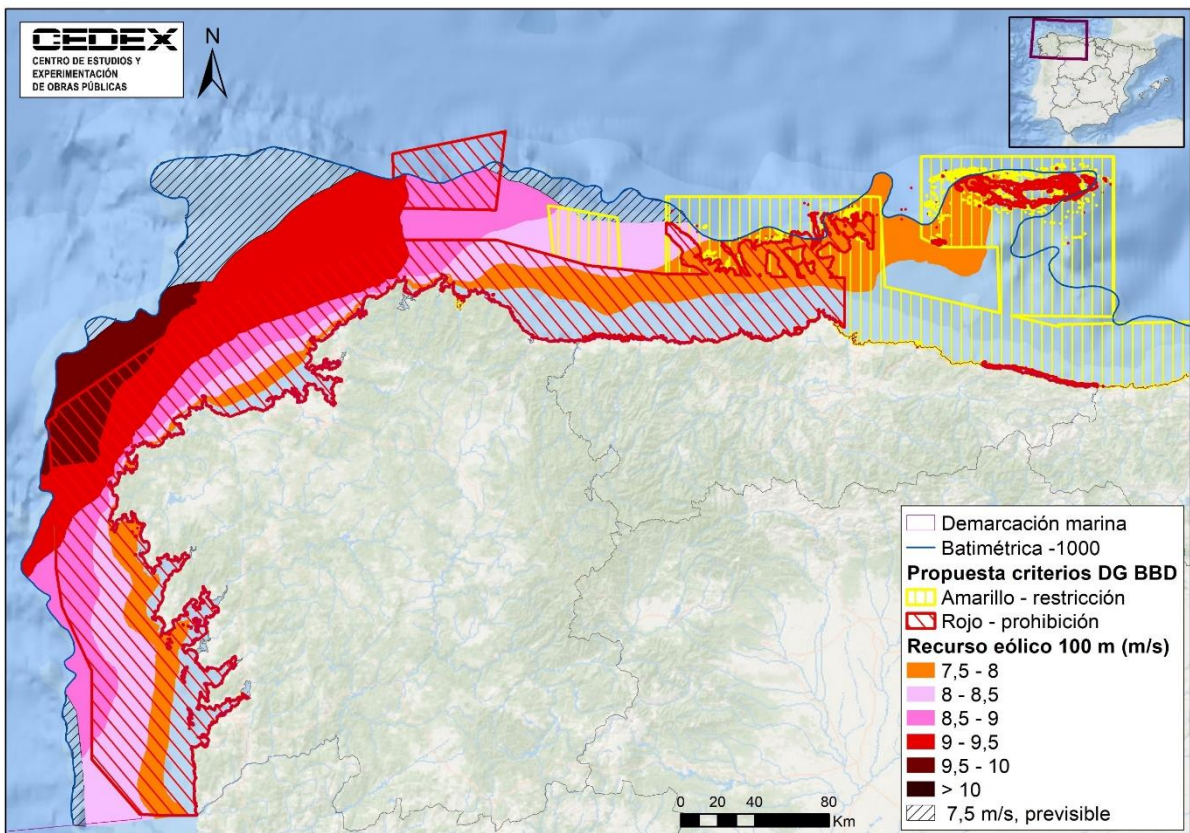 CEDEX
CENTRO DE ESTUDIOS Y
EXPERIMENTACIÓN
DE OBRAS PÚBLICAS
N
Demarcación marina
Batimétrica -1000
Propuesta criterios DG BBD
Amarillo - restricción
Rojo - prohibición
Recurso eólico 100 m (m/s)
7,5 - 8
8 - 8,5
8,5 - 9
9 - 9,5
9,5 - 10
> 10
7,5 m/s, previsible
0 20 40 80
Km